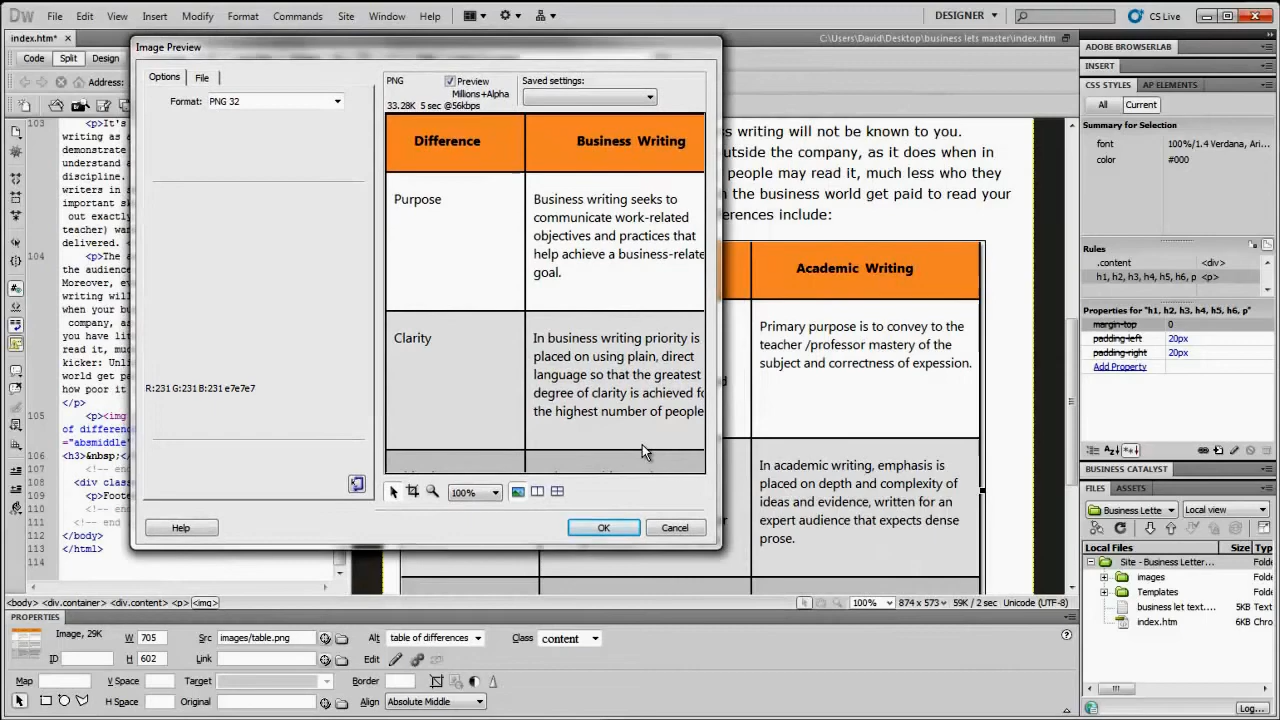 Dw
File Edit View Insert Modify Format Commands Site Window Help
DESIGNER
CS Live
index.htm*
C:\Users\David\Desktop\business lets master\index.htm
Code Split Design
Address:
Image Preview
Options File
Format: PNG 32
R:231 G:231 B:231 e7e7e7
PNG
Preview
Saved settings:
Millions+Alpha
33.28K 5 sec @56kbps
Difference Business Writing
Purpose
Business writing seeks to
communicate work-related
objectives and practices that
help achieve a business-relate
goal.
Clarity
In business writing priority is
placed on using plain, direct
language so that the greatest
degree of clarity is achieved fo
the highest number of people
100%
Help OK Cancel
103
<p>It's
writing as a
demonstrate
understand a
discipline.
writers in
important sk
out exactly
teacher) war
delivered. <
104
<p>The
the audience
Moreover, ev
writing will
when your bu
company, as
you have lit
read it, muc
kicker: Unli
world get pa
how poor it
</p>
105
<p><img
of differenc
="absmiddle"
106
<h3>&nbsp;</
107
<!-- end
108
<div class
109
<p>Foote
110
<!-- end
111
<!-- end
112
</body>
113
</html>
114
s writing will not be known to you.
utside the company, as it does when in
people may read it, much less who they
n the business world get paid to read your
ferences include:
Academic Writing
Primary purpose is to convey to the
teacher /professor mastery of the
subject and correctness of expession.
In academic writing, emphasis is
placed on depth and complexity of
ideas and evidence, written for an
expert audience that expects dense
prose.
<body> <div.container> <div.content> <p> <img>
100% 874 x 573 59K / 2 sec Unicode (UTF-8)
PROPERTIES
Image, 29K
W 705
Src images/table.png
Alt table of differences
Class content
ID
H 602
Link
Edit
Map
V Space
Target
Border
H Space
Original
Align Absolute Middle
ADOBE BROWSERLAB
INSERT
CSS STYLES AP ELEMENTS
All Current
Summary for Selection
font 100%/1.4 Verdana, Ari...
color #000
Rules
.content <div>
h1, h2, h3, h4, h5, h6, p <p>
Properties for "h1, h2, h3, h4, h5, h6, p"
margin-top 0
padding-left 20px
padding-right 20px
Add Property
BUSINESS CATALYST
FILES ASSETS
Business Lette
Local view
Local Files Size Typ
Site - Business Letter... Folde
images Folde
Templates Folde
business let text.... 5KB Text
index.htm 6KB Chro
Log...